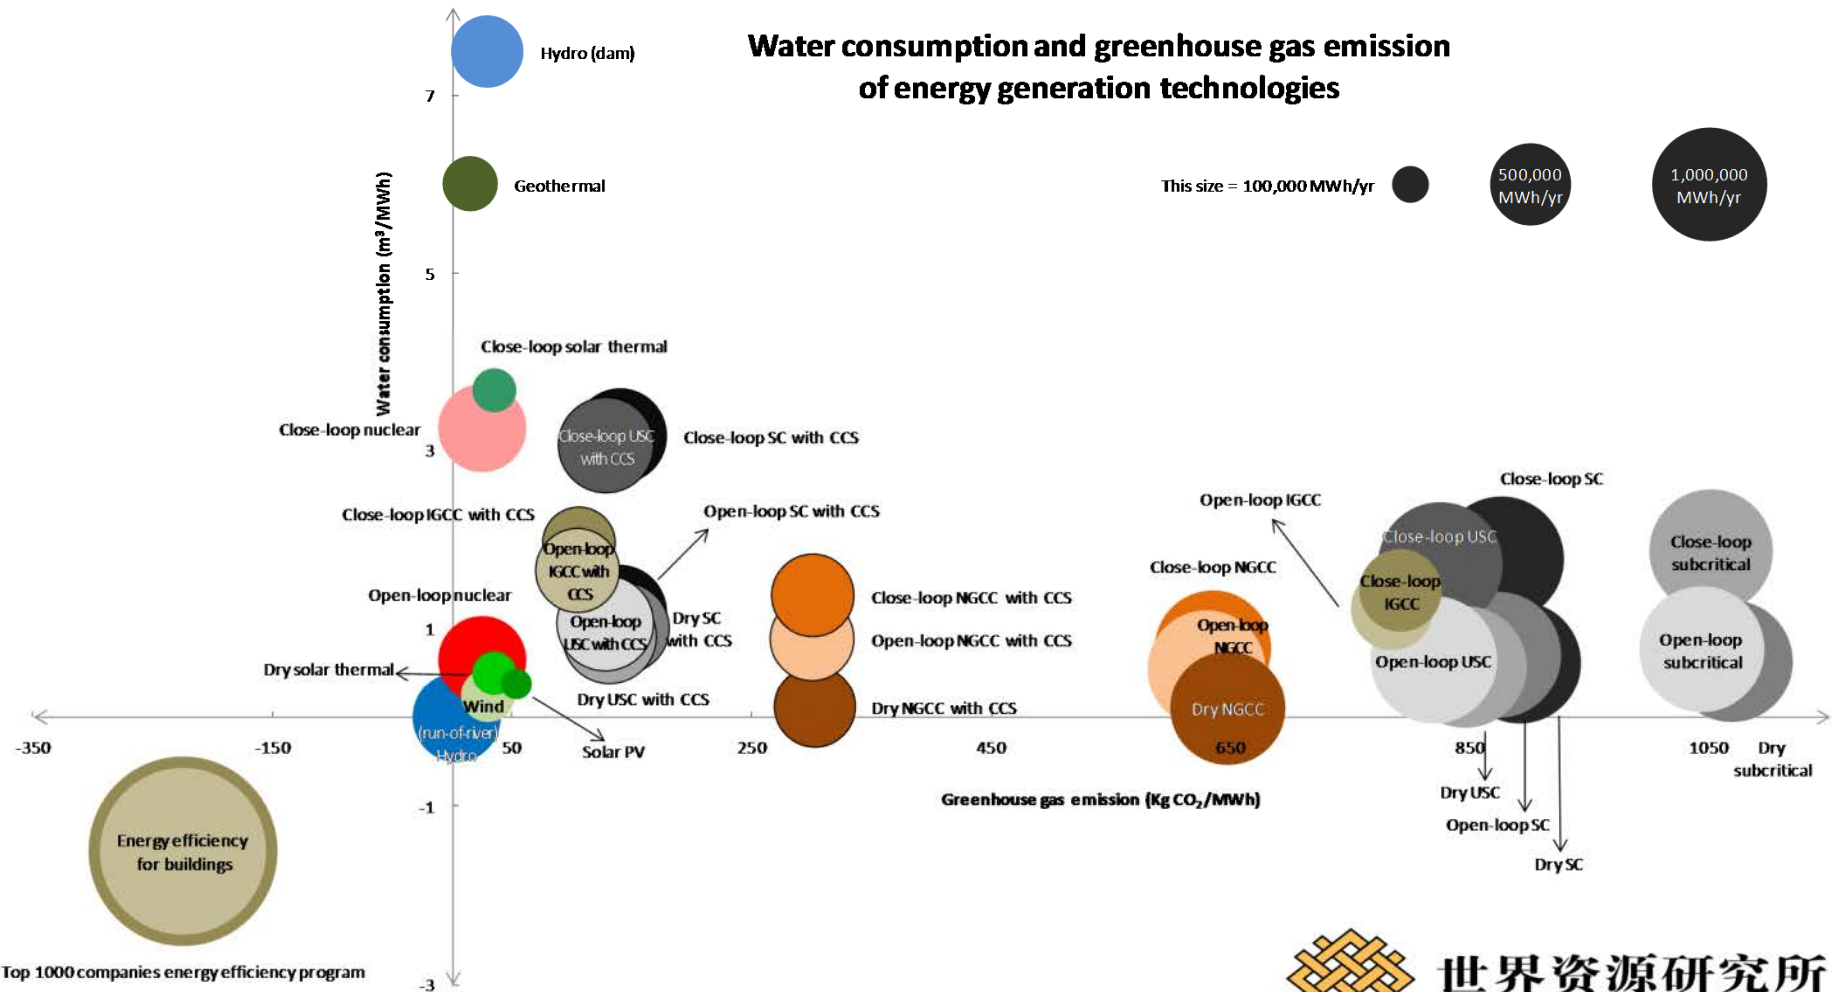 Water consumption and greenhouse gas emission
of energy generation technologies
Hydro (dam)
7
Geothermal
This size = 100,000 MWh/yr
500,000
MWh/yr
1,000,000
MWh/yr
Water consumption (m³/MWh)
5
Close-loop solar thermal
Close-loop nuclear
3
Close-loop USC
with CCS
Close-loop SC with CCS
Close-loop SC
Open-loop IGCC
Close-loop IGCC with CCS
Open-loop SC with CCS
Close-loop USC
Close-loop
subcritical
Open-loop
IGCC with
CCS
Close-loop NGCC
Close-loop
IGCC
Open-loop nuclear
Close-loop NGCC with CCS
1
Open-loop
USC with CCS
Dry SC
with CCS
Open-loop NGCC with CCS
Open-loop
NGCC
Open-loop USC
Open-loop
subcritical
Dry solar thermal
Dry USC with CCS
Wind
Dry NGCC with CCS
Dry NGCC
(run-of-river)
Hydro
Solar PV
-350
-150
50
250
450
650
850
1050
Dry
subcritical
Dry USC
Greenhouse gas emission (Kg CO₂/MWh)
-1
Open-loop SC
Dry SC
Energy efficiency
for buildings
Top 1000 companies energy efficiency program
-3
世界资源研究所